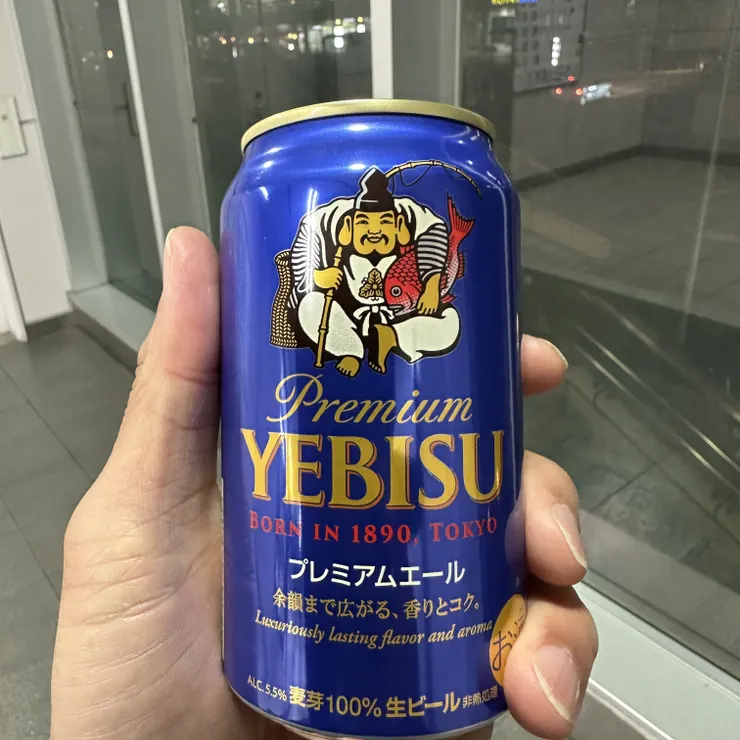 Premium
YEBISU
BORN IN 1890, TOKYO
プレミアムエール
余韻まで広がる、香りとコク。
Luxuriously lasting flavor and aroma
ALC.5.5% 麦芽100% 生ビール 非熱処理
お